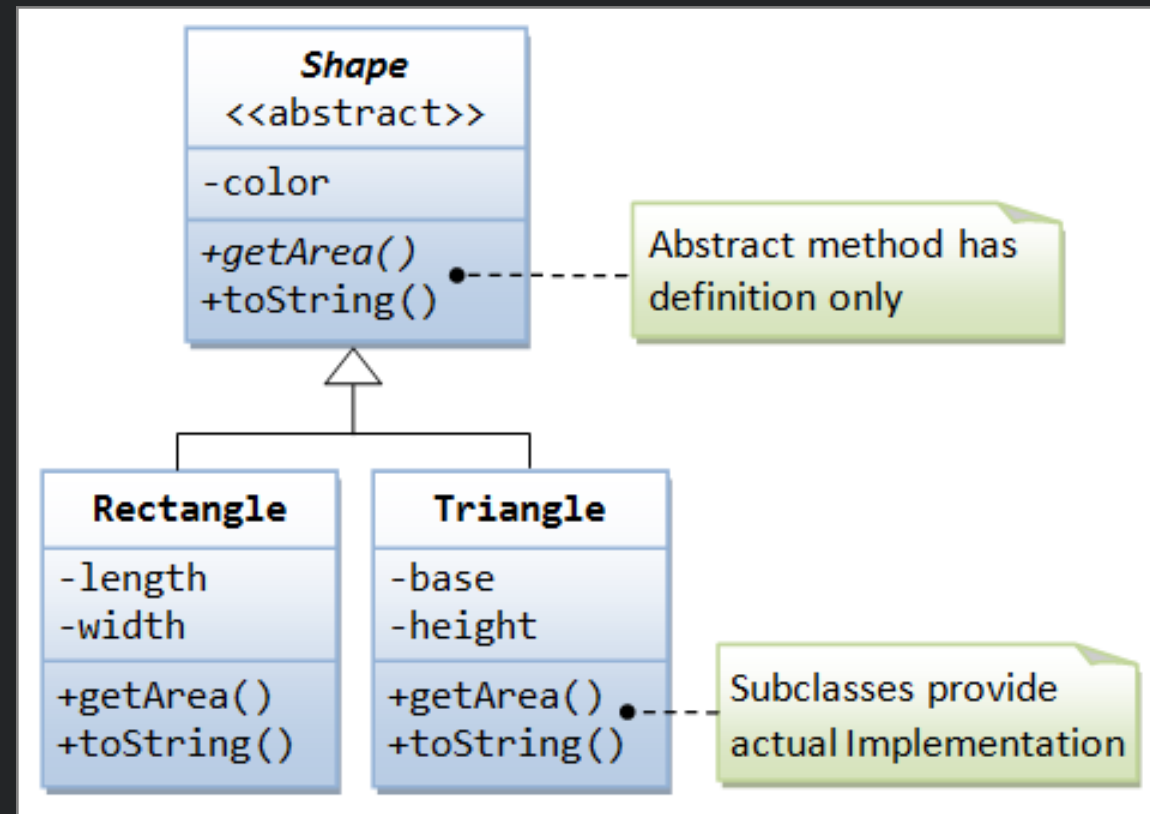 Shape
<<abstract>>
-color
+getArea()
+toString()
Abstract method has
definition only
Rectangle
-length
-width
+getArea()
+toString()
Triangle
-base
-height
+getArea()
+toString()
Subclasses provide
actual Implementation